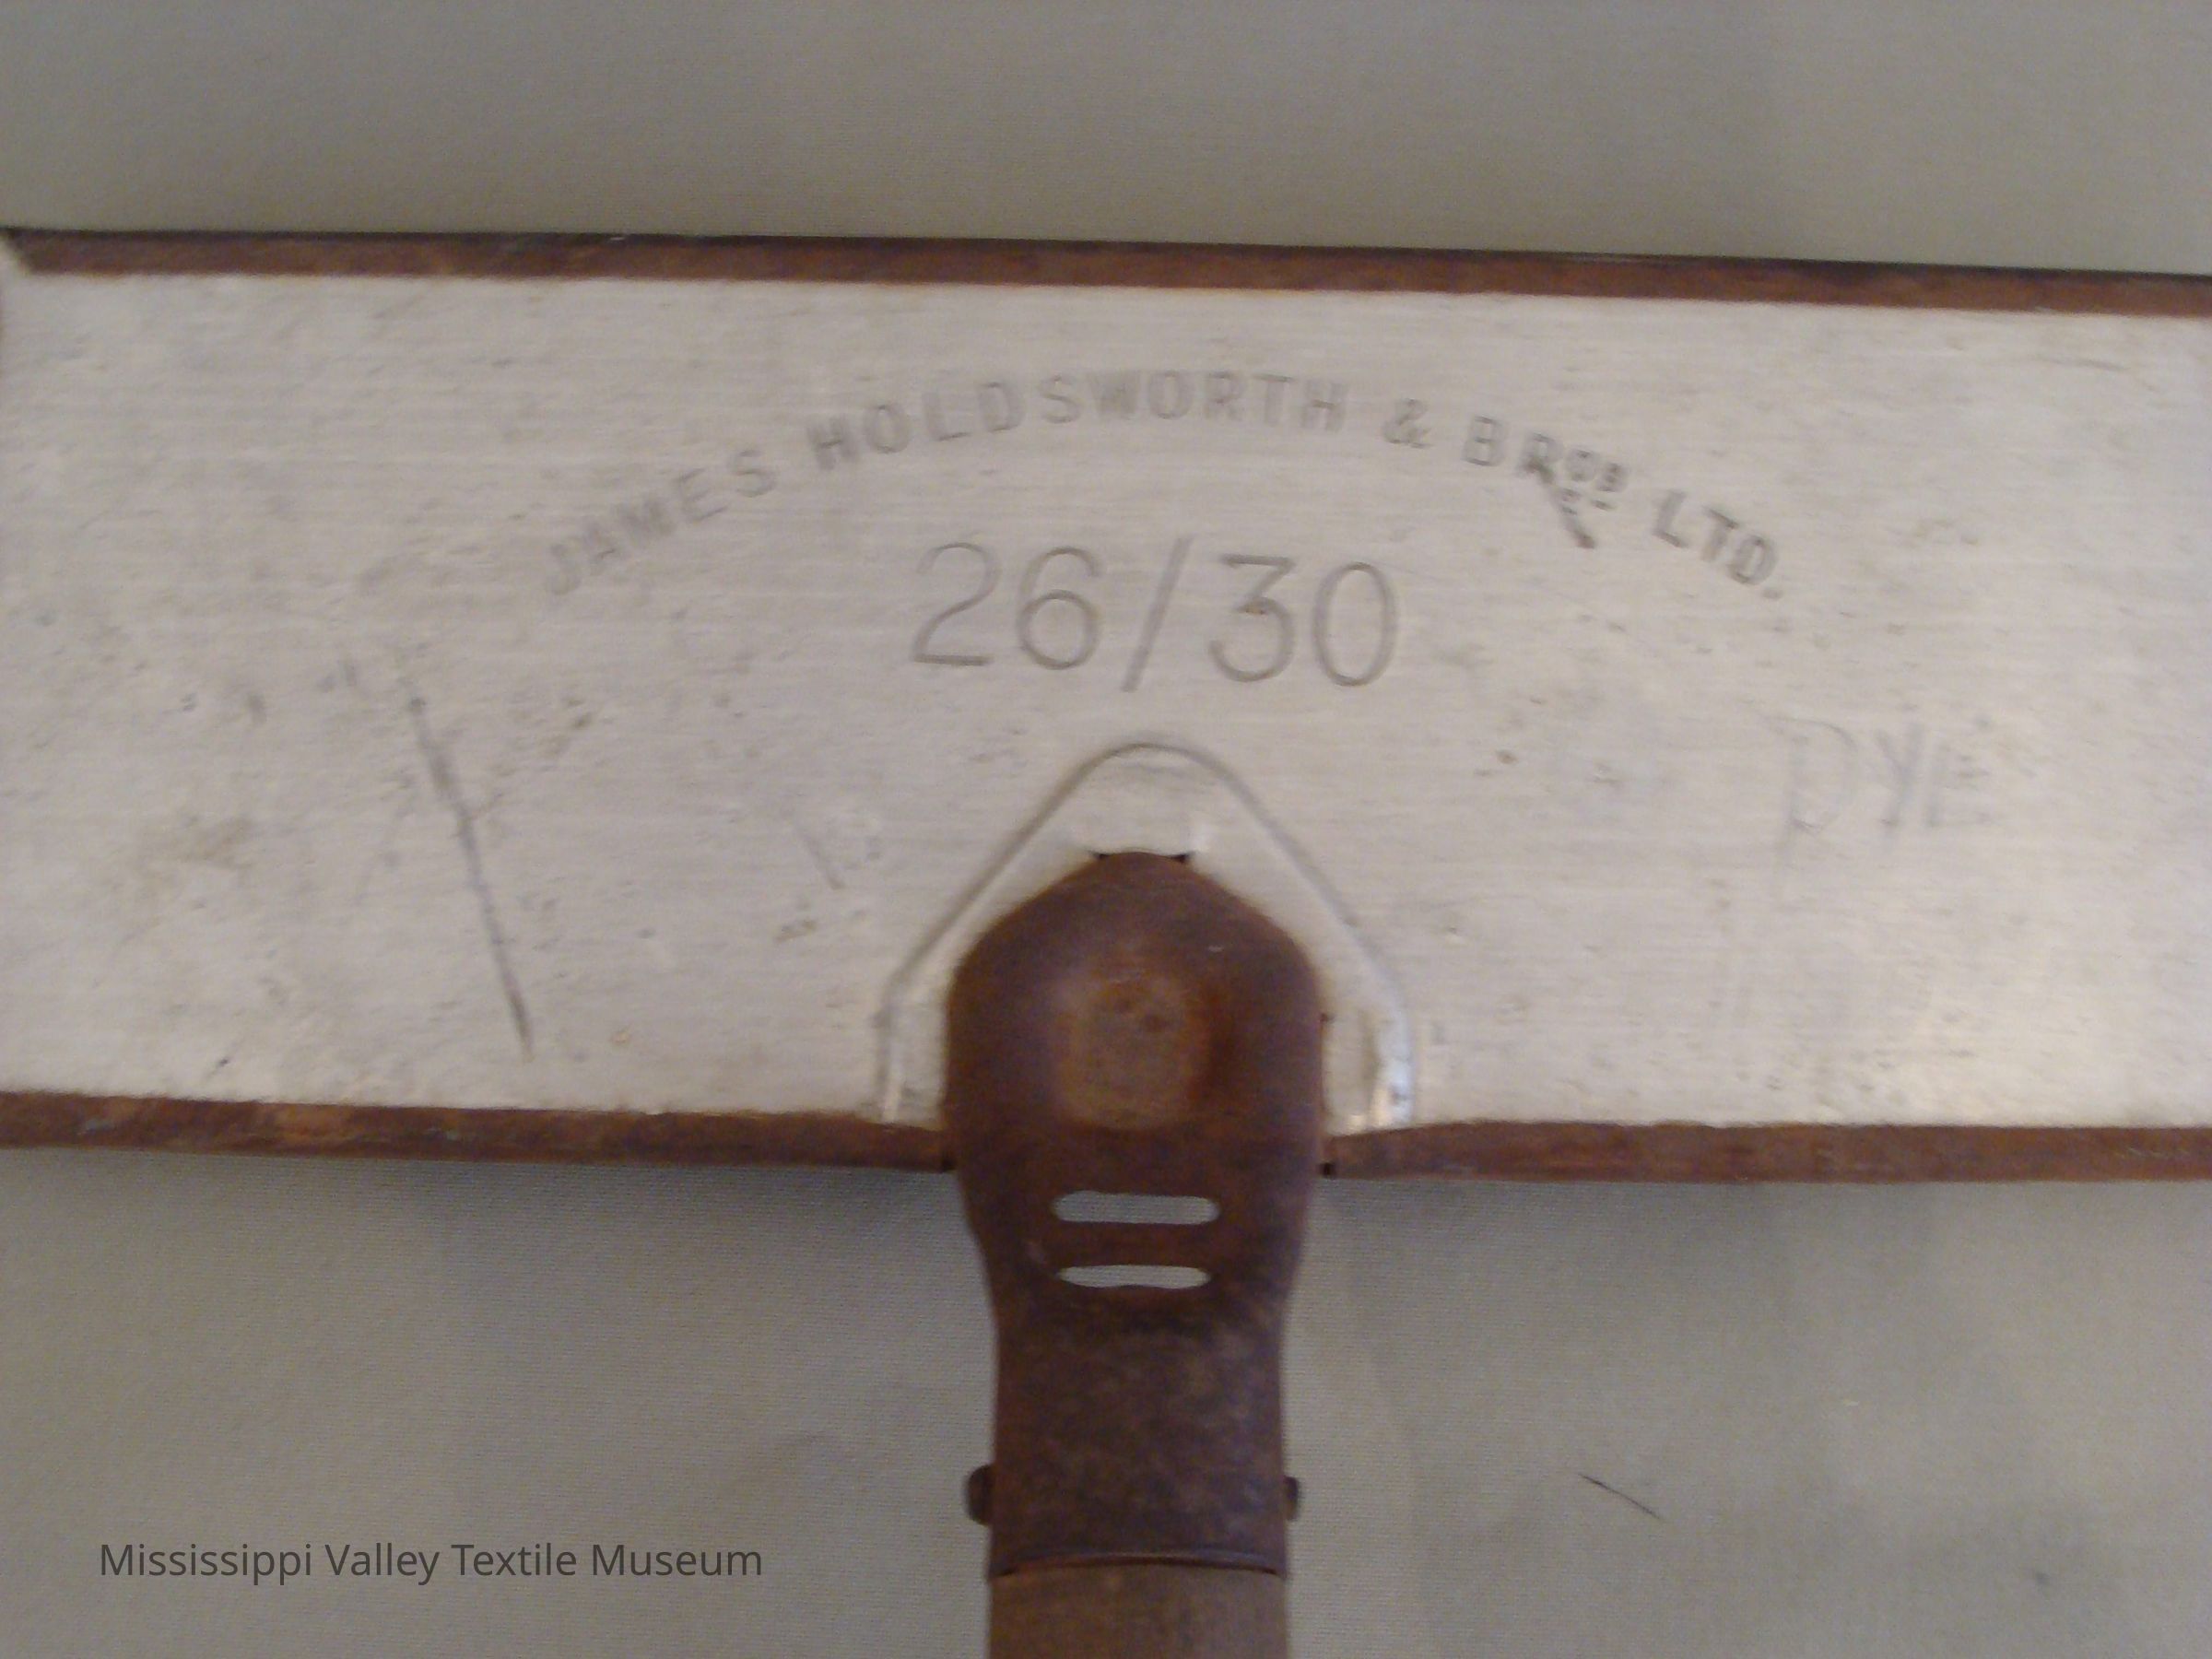 JAMES HOLDSWORTH & BROS LTD.
26/30
DYE
Mississippi Valley Textile Museum